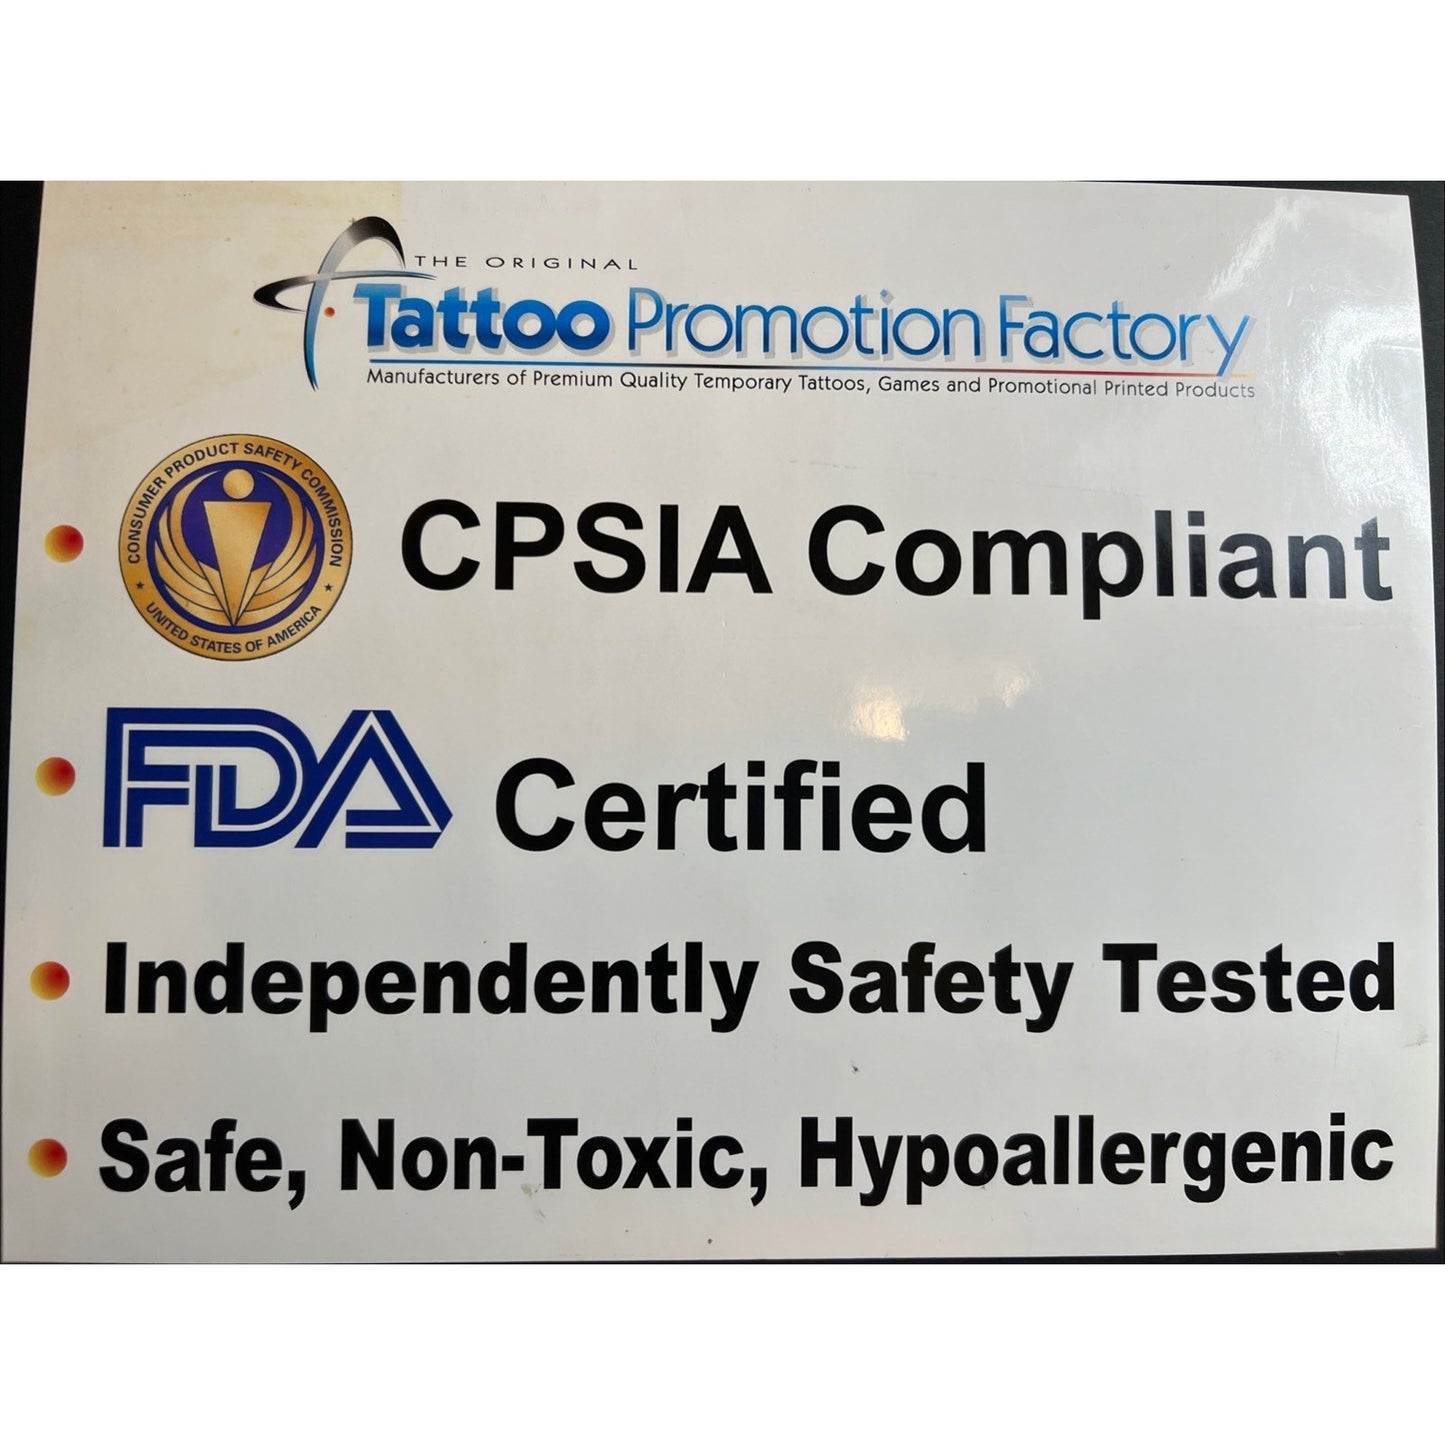 THE ORIGINAL
Tattoo Promotion Factory
Manufacturers of Premium Quality Temporary Tattoos, Games and Promotional Printed Products
CONSUMER PRODUCT SAFETY COMMISSION
UNITED STATES OF AMERICA
CPSIA Compliant
FDA Certified
Independently Safety Tested
Safe, Non-Toxic, Hypoallergenic